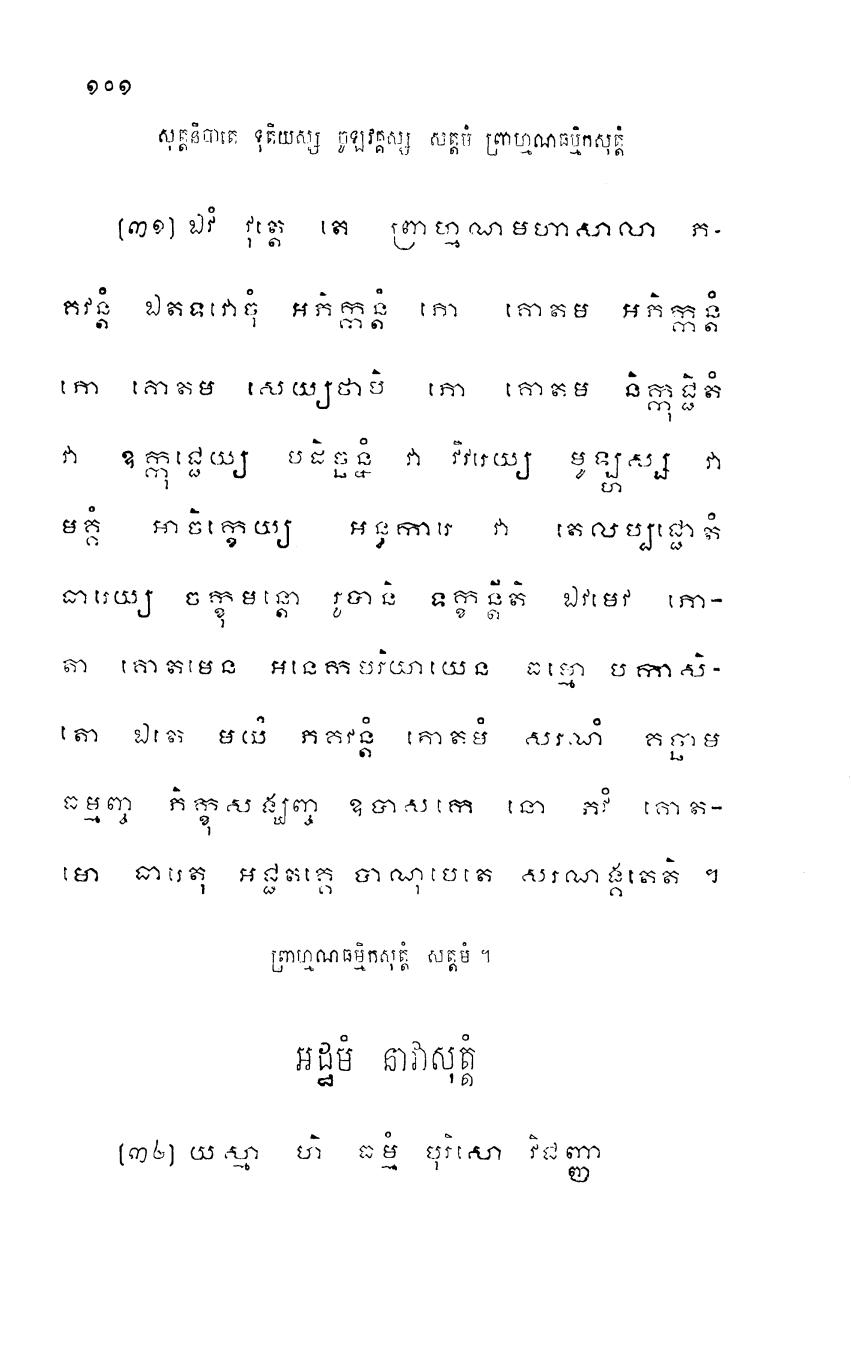 ១០១
សុត្តនិបាតេ ទុតិយស្ស ចូឡវគ្គស្ស សត្តមំ ព្រាហ្មណធម្មិកសុត្តំ
(៣១) ឯវំ វុត្តេ តេ ព្រាហ្មណមហាសាលា ភ-
គវន្តំ ឯតទវោចុំ អភិក្កន្តំ ភោ គោតម អភិក្កន្តំ
ភោ គោតម សេយ្យថាបិ ភោ គោតម និក្កុជ្ជិតំ
វា ឧក្កុជ្ជេយ្យ បដិច្ឆន្នំ វា វិវរេយ្យ មូឡ្ហស្ស វា
មគ្គំ អាចិក្ខេយ្យ អន្ធការេ វា តេលប្បជ្ជោតំ
ធារេយ្យ ចក្ខុមន្តោ រូបានិ ទក្ខន្តីតិ ឯវមេវ ភោ-
តា គោតមេន អនេកបរិយាយេន ធម្មោ បកាសិ-
តោ ឯតេ មយំ ភគវន្តំ គោតមំ សរណំ គច្ឆាម
ធម្មញ្ច ភិក្ខុសង្ឃញ្ច ឧបាសកេ នោ ភវំ គោត-
មោ ធារេតុ អជ្ជតគ្គេ បាណុបេតេ សរណង្គតេតិ ។
ព្រាហ្មណធម្មិកសុត្តំ សត្តមំ ។
អដ្ឋមំ នាវាសុត្តំ
(៣២) យស្មា ហិ ធម្មំ បុរិសោ វិជញ្ញា